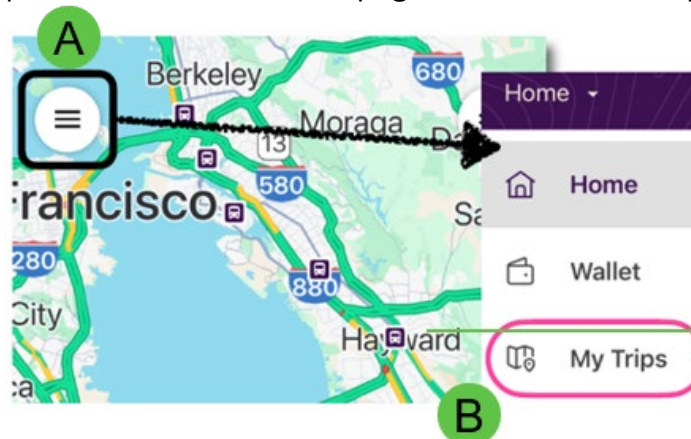 A
Berkeley
680
Moraga
13
580
Francisco
280
880
City
Hayward
B
Home
Home
Wallet
My Trips